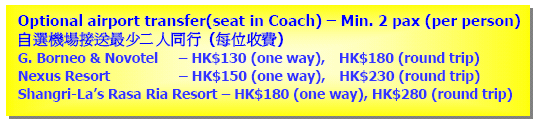 Optional airport transfer(seat in Coach) – Min. 2 pax (per person)
自選機場接送最少二人同行 (每位收費)
G. Borneo & Novotel – HK$130 (one way), HK$180 (round trip)
Nexus Resort – HK$150 (one way), HK$230 (round trip)
Shangri-La's Rasa Ria Resort – HK$180 (one way), HK$280 (round trip)